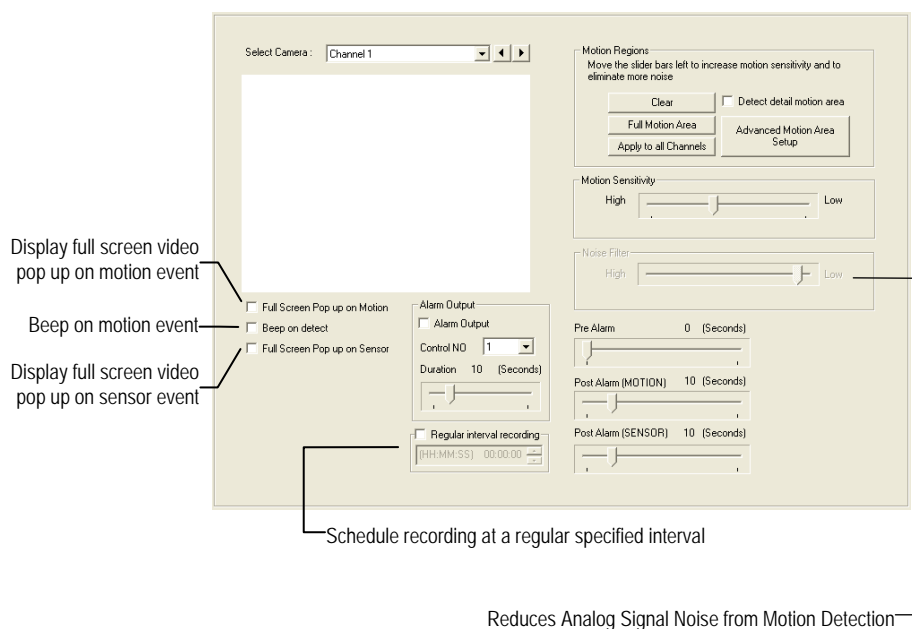 Select Camera :
Channel 1
Motion Regions
Move the slider bars left to increase motion sensitivity and to
eliminate more noise
Clear
Detect detail motion area
Full Motion Area
Advanced Motion Area
Setup
Apply to all Channels
Motion Sensitivity
High
Low
Noise Filter
High
Low
Display full screen video
pop up on motion event
Beep on motion event
Display full screen video
pop up on sensor event
Full Screen Pop up on Motion
Beep on detect
Full Screen Pop up on Sensor
Alarm Output
Alarm Output
Control NO
1
Duration 10 (Seconds)
Regular interval recording
(HH:MM:SS) 00:00:00
Pre Alarm 0 (Seconds)
Post Alarm (MOTION) 10 (Seconds)
Post Alarm (SENSOR) 10 (Seconds)
Schedule recording at a regular specified interval
Reduces Analog Signal Noise from Motion Detection